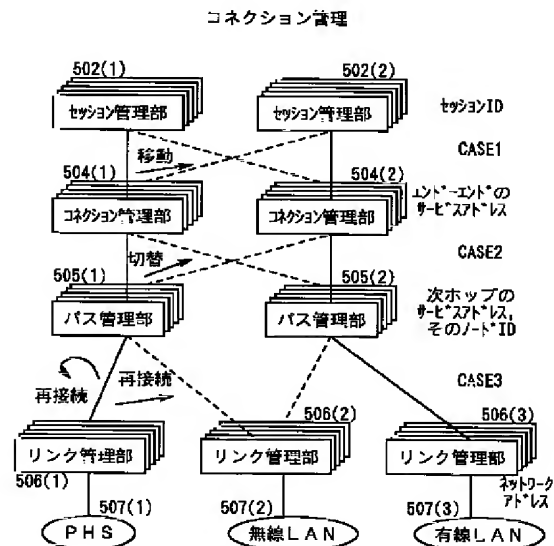 コネクション管理
502(1)
502(2)
セッション管理部
セッション管理部
セッションID
移動
CASE1
504(1)
504(2)
コネクション管理部
コネクション管理部
エンド-エンドの
サービスアドレス
切替
CASE2
505(1)
505(2)
パス管理部
パス管理部
次ホップの
サービスアドレス,
そのノードID
再接続
再接続
CASE3
506(2)
506(3)
リンク管理部
リンク管理部
リンク管理部
506(1)
ネットワーク
アドレス
507(1)
507(2)
507(3)
PHS
無線LAN
有線LAN